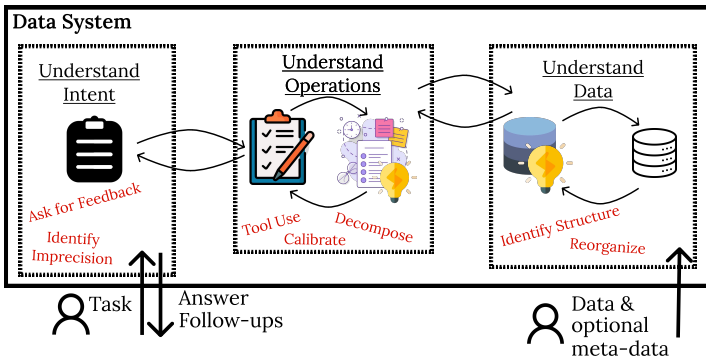 Data System
Understand
Intent
Ask for Feedback
Identify
Imprecision
Understand
Operations
Tool Use
Calibrate
Decompose
Understand
Data
Identify Structure
Reorganize
Task
Answer
Follow-ups
Data &
optional
meta-data